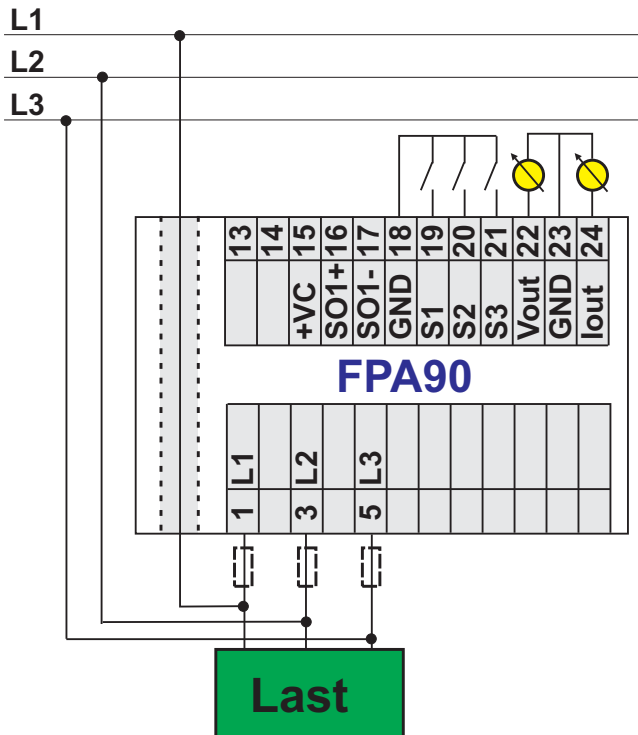 L1
L2
L3
13 14 15 16 17 18 19 20 21 22 23 24
+VC SO1+ SO1- GND S1 S2 S3 Vout GND Iout
FPA90
L1 L2 L3
1 3 5
Last